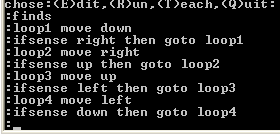 chose:(E)dit,(R)un,(T)each,(Q)uit:
:finds
:loop1 move down
:ifsense right then goto loop1
:loop2 move right
:ifsense up then goto loop2
:loop3 move up
:ifsense left then goto loop3
:loop4 move left
:ifsense down then goto loop4
: